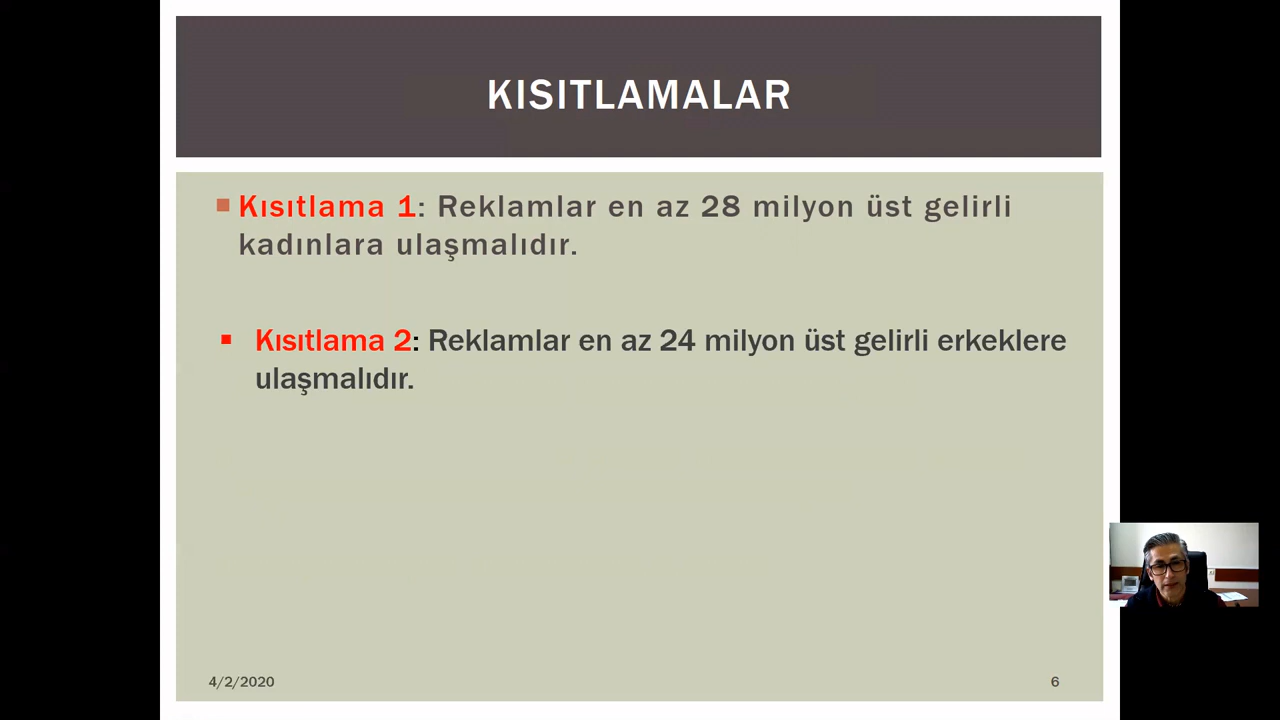 KISITLAMALAR
Kısıtlama 1: Reklamlar en az 28 milyon üst gelirli
kadınlara ulaşmalıdır.
Kısıtlama 2: Reklamlar en az 24 milyon üst gelirli erkeklere
ulaşmalıdır.
4/2/2020
6